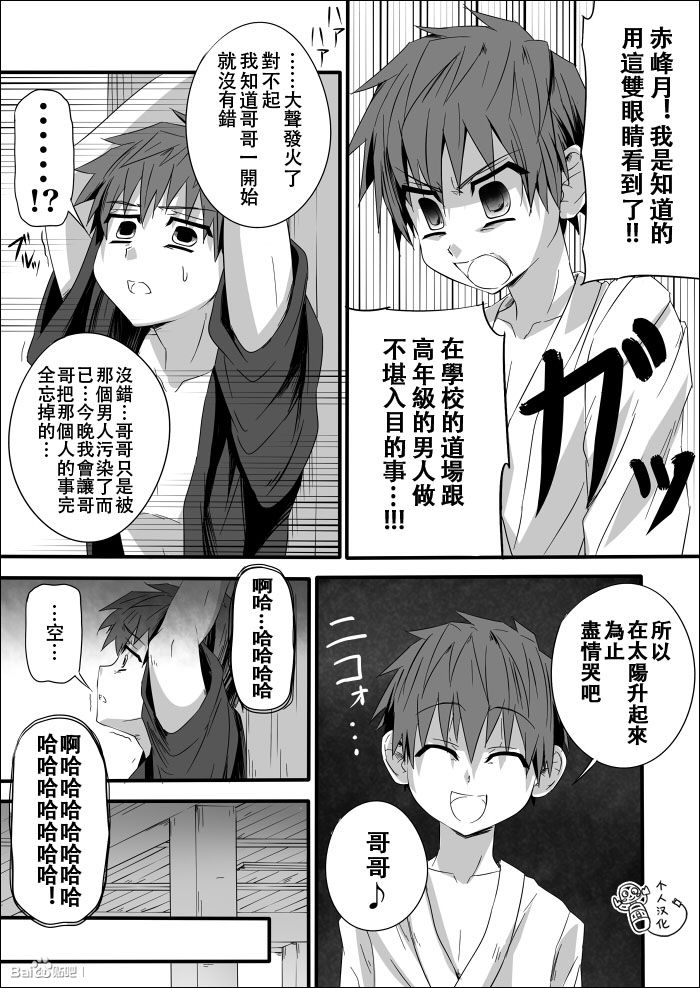 赤峰月！我是知道的
用這雙眼睛看到了!!
在學校的道場跟
高年級的男人做
不堪入目的事…!!!
ガッ
ハァ
ハァ
……大聲發火了
對不起
我知道哥哥一開始
就沒有錯
……!?
沒錯…哥哥只是被
那個男人污染了而
已…今晚我會讓哥
哥把那個人的事完
全忘掉的…
所以
在太陽升起來
為止
盡情哭吧
ニコォ…
哥哥♪
个人汉化
啊哈…哈哈哈哈
…空…
啊哈哈哈哈哈哈哈
哈哈哈哈哈哈哈！
Bai du 贴吧